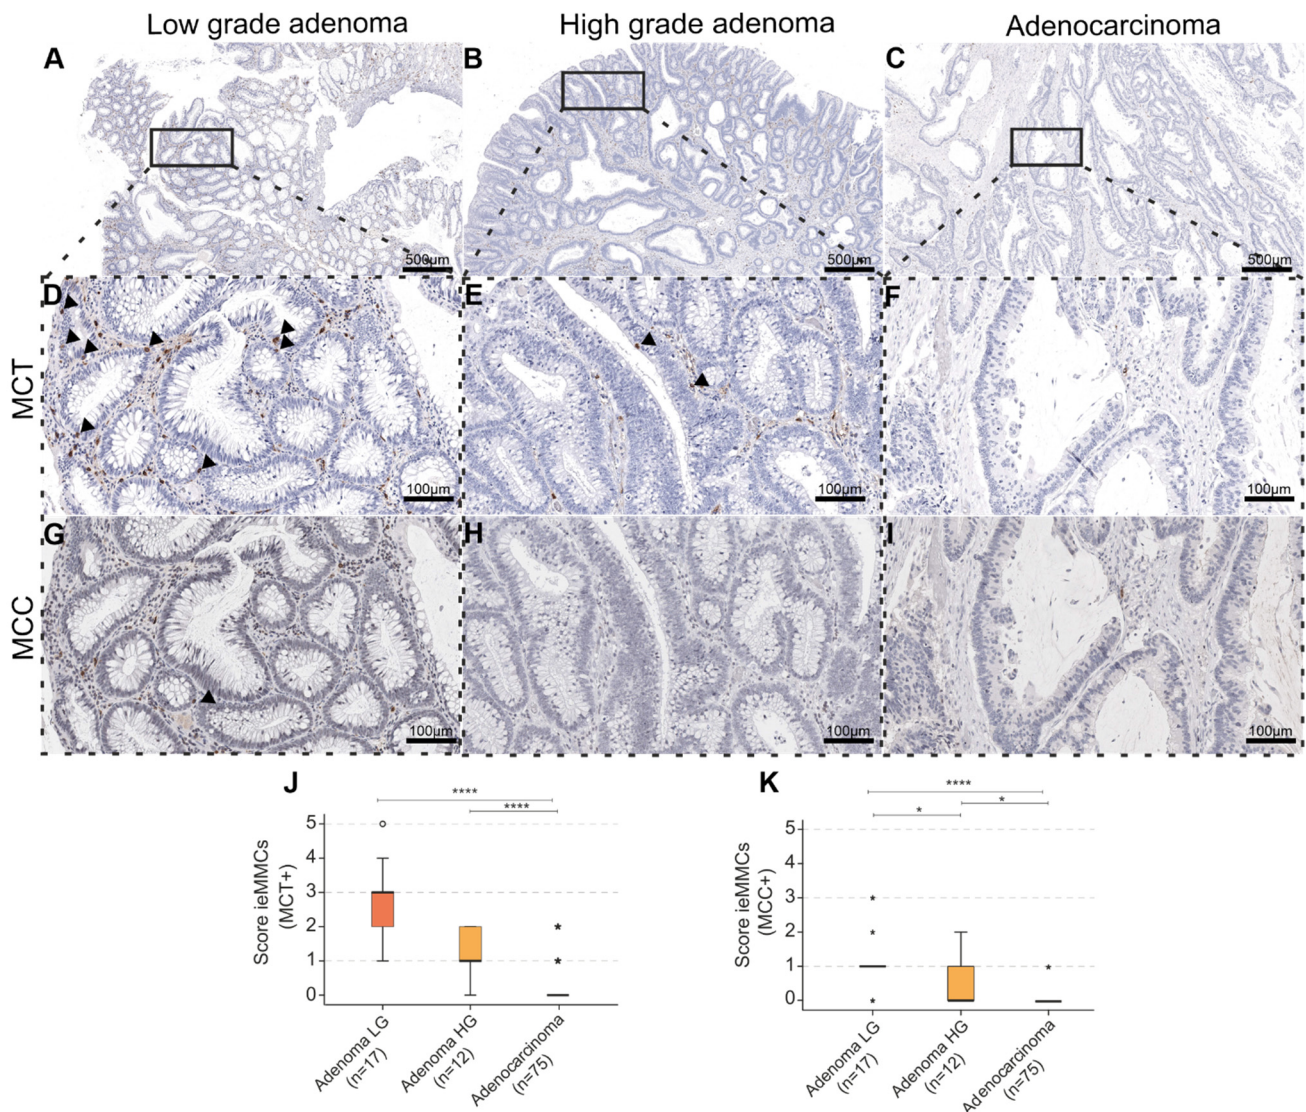 Low grade adenoma
High grade adenoma
Adenocarcinoma
A
B
C
500µm
500µm
500µm
MCT
D
E
F
100µm
100µm
100µm
MCC
G
H
I
100µm
100µm
100µm
J
****
****
Score ieMMCs
(MCT+)
5
4
3
2
1
0
Adenoma LG
(n=17)
Adenoma HG
(n=12)
Adenocarcinoma
(n=75)
K
****
*
*
Score ieMMCs
(MCC+)
5
3
2
1
0
Adenoma LG
(n=17)
Adenoma HG
(n=12)
Adenocarcinoma
(n=75)